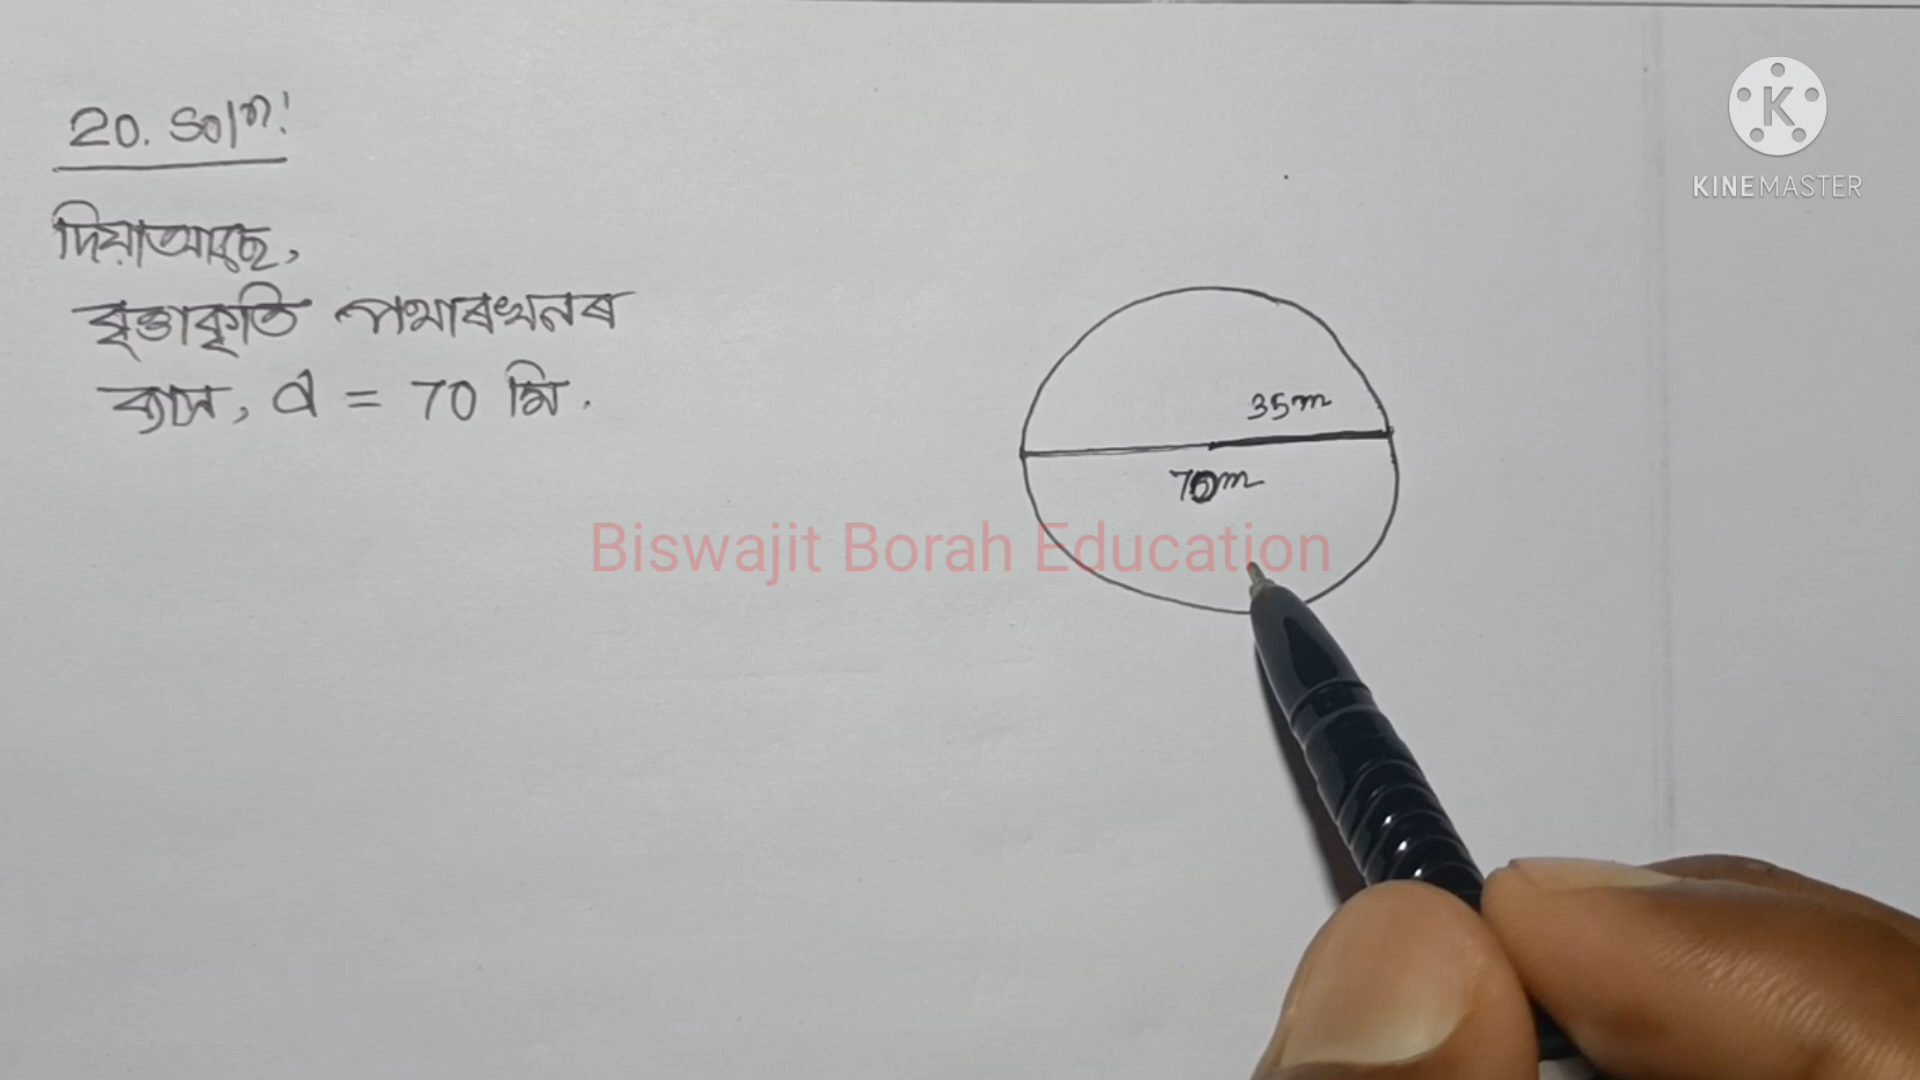 20. Solⁿ:
দিয়াআছে,
বৃত্তাকৃতি পথাৰখনৰ
ব্যাস, d = 70 মি.
35m
70m
Biswajit Borah Education
K
KINEMASTER